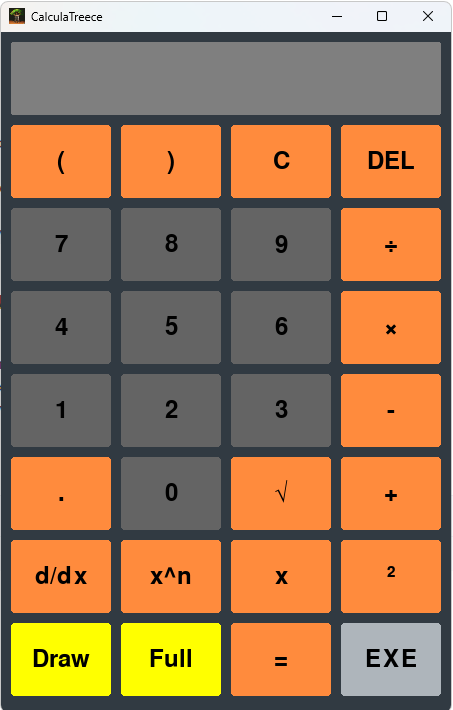 CalculaTreece
( ) C DEL
7 8 9 ÷
4 5 6 ×
1 2 3 -
. 0 √ +
d/dx x^n x ²
Draw Full = EXE